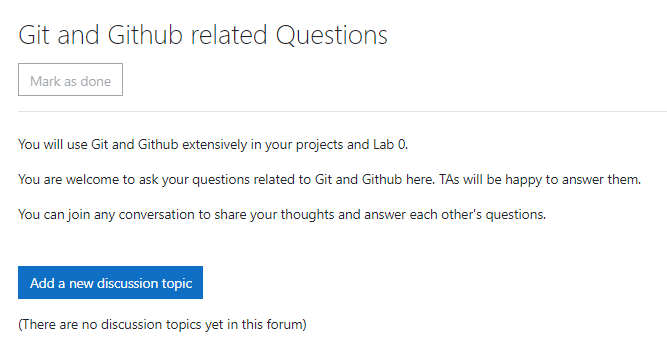 Git and Github related Questions
Mark as done
You will use Git and Github extensively in your projects and Lab 0.
You are welcome to ask your questions related to Git and Github here. TAs will be happy to answer them.
You can join any conversation to share your thoughts and answer each other's questions.
Add a new discussion topic
(There are no discussion topics yet in this forum)